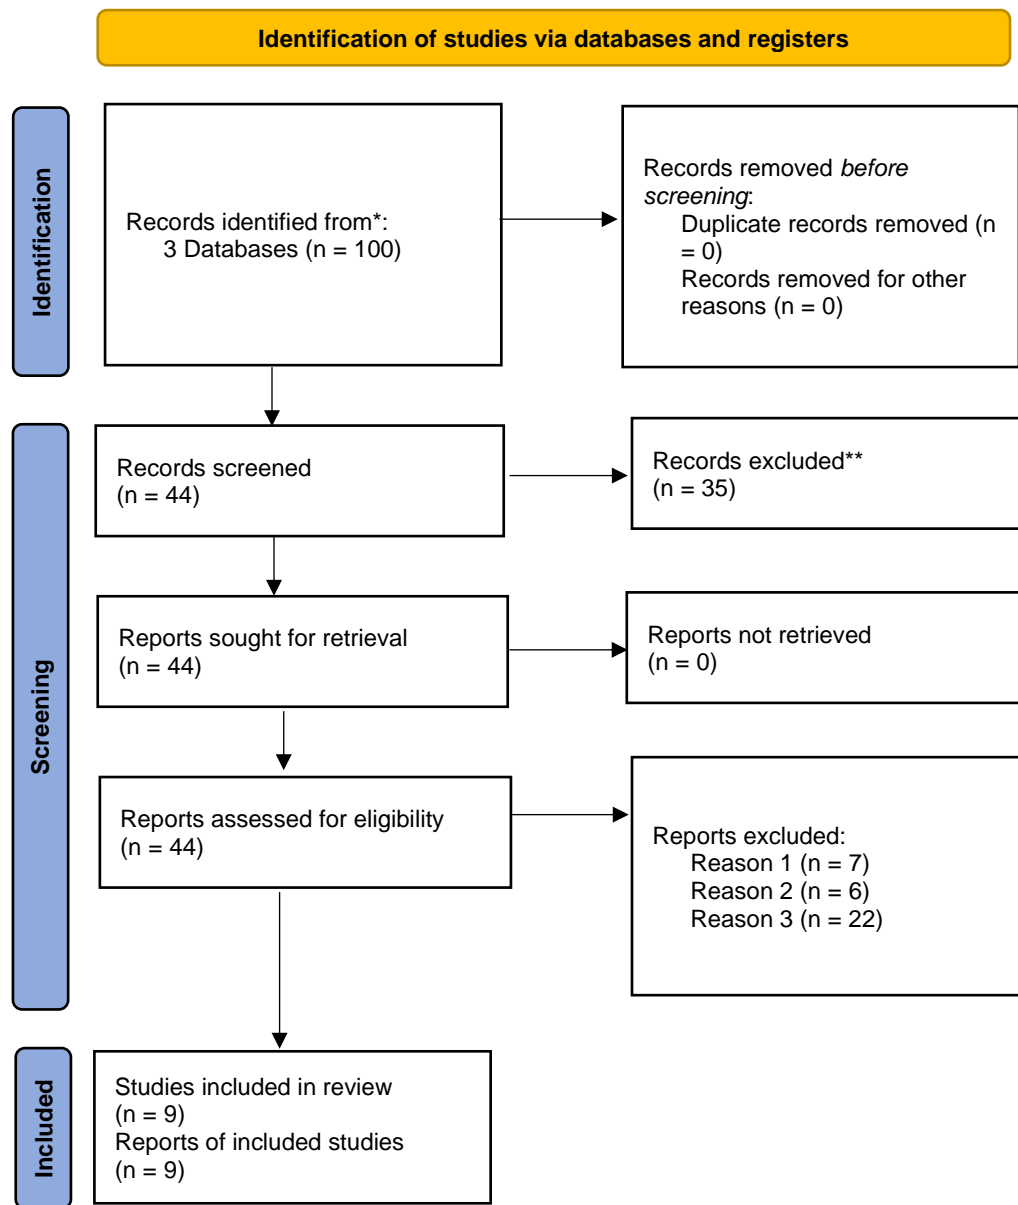 Identification of studies via databases and registers
Identification
Records identified from*:
3 Databases (n = 100)
Records removed before
screening:
Duplicate records removed (n
= 0)
Records removed for other
reasons (n = 0)
Screening
Records screened
(n = 44)
Records excluded**
(n = 35)
Reports sought for retrieval
(n = 44)
Reports not retrieved
(n = 0)
Reports assessed for eligibility
(n = 44)
Reports excluded:
Reason 1 (n = 7)
Reason 2 (n = 6)
Reason 3 (n = 22)
Included
Studies included in review
(n = 9)
Reports of included studies
(n = 9)